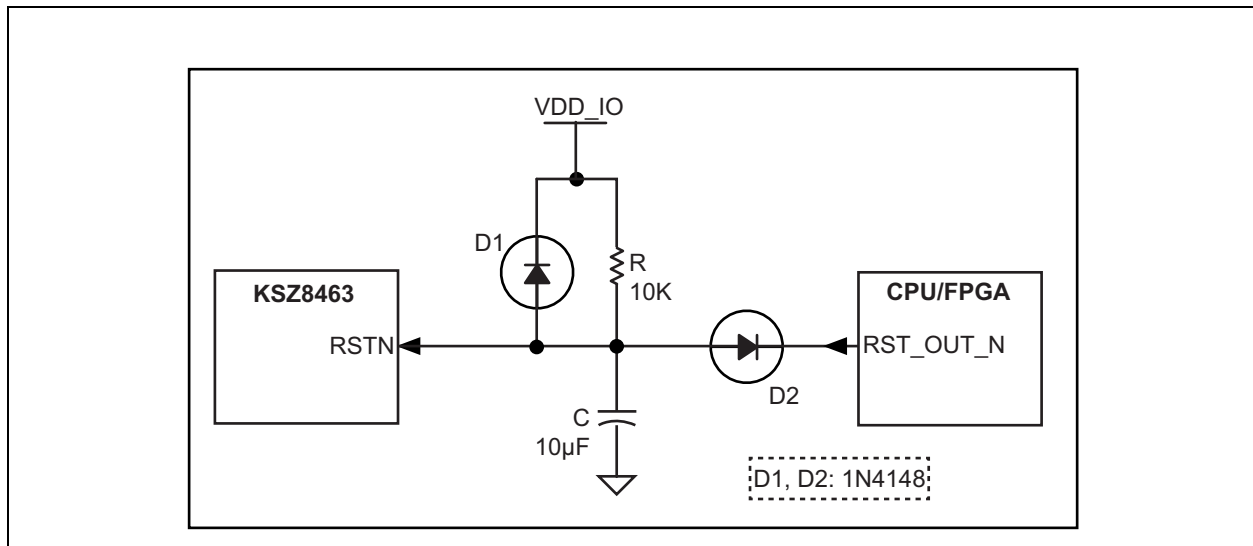 VDD_IO
D1
R
10K
KSZ8463
CPU/FPGA
RSTN
RST_OUT_N
D2
C
10µF
D1, D2: 1N4148